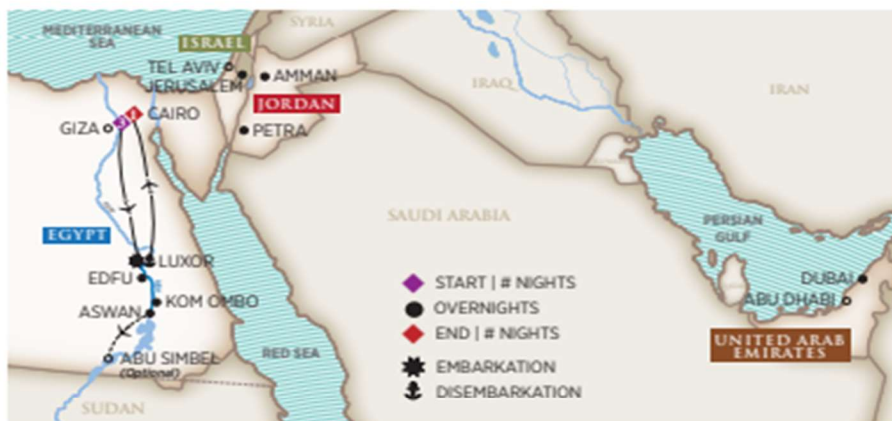 MEDITERRANEAN
SEA
SYRIA
ISRAEL
TEL AVIV
JERUSALEM
AMMAN
IRAQ
IRAN
JORDAN
3
1
CAIRO
GIZA
PETRA
SAUDI ARABIA
PERSIAN
GULF
EGYPT
LUXOR
EDFU
KOM OMBO
ASWAN
ABU SIMBEL
(Optional)
RED SEA
SUDAN
DUBAI
ABU DHABI
UNITED ARAB
EMIRATES
START | # NIGHTS
OVERNIGHTS
END | # NIGHTS
EMBARKATION
DISEMBARKATION